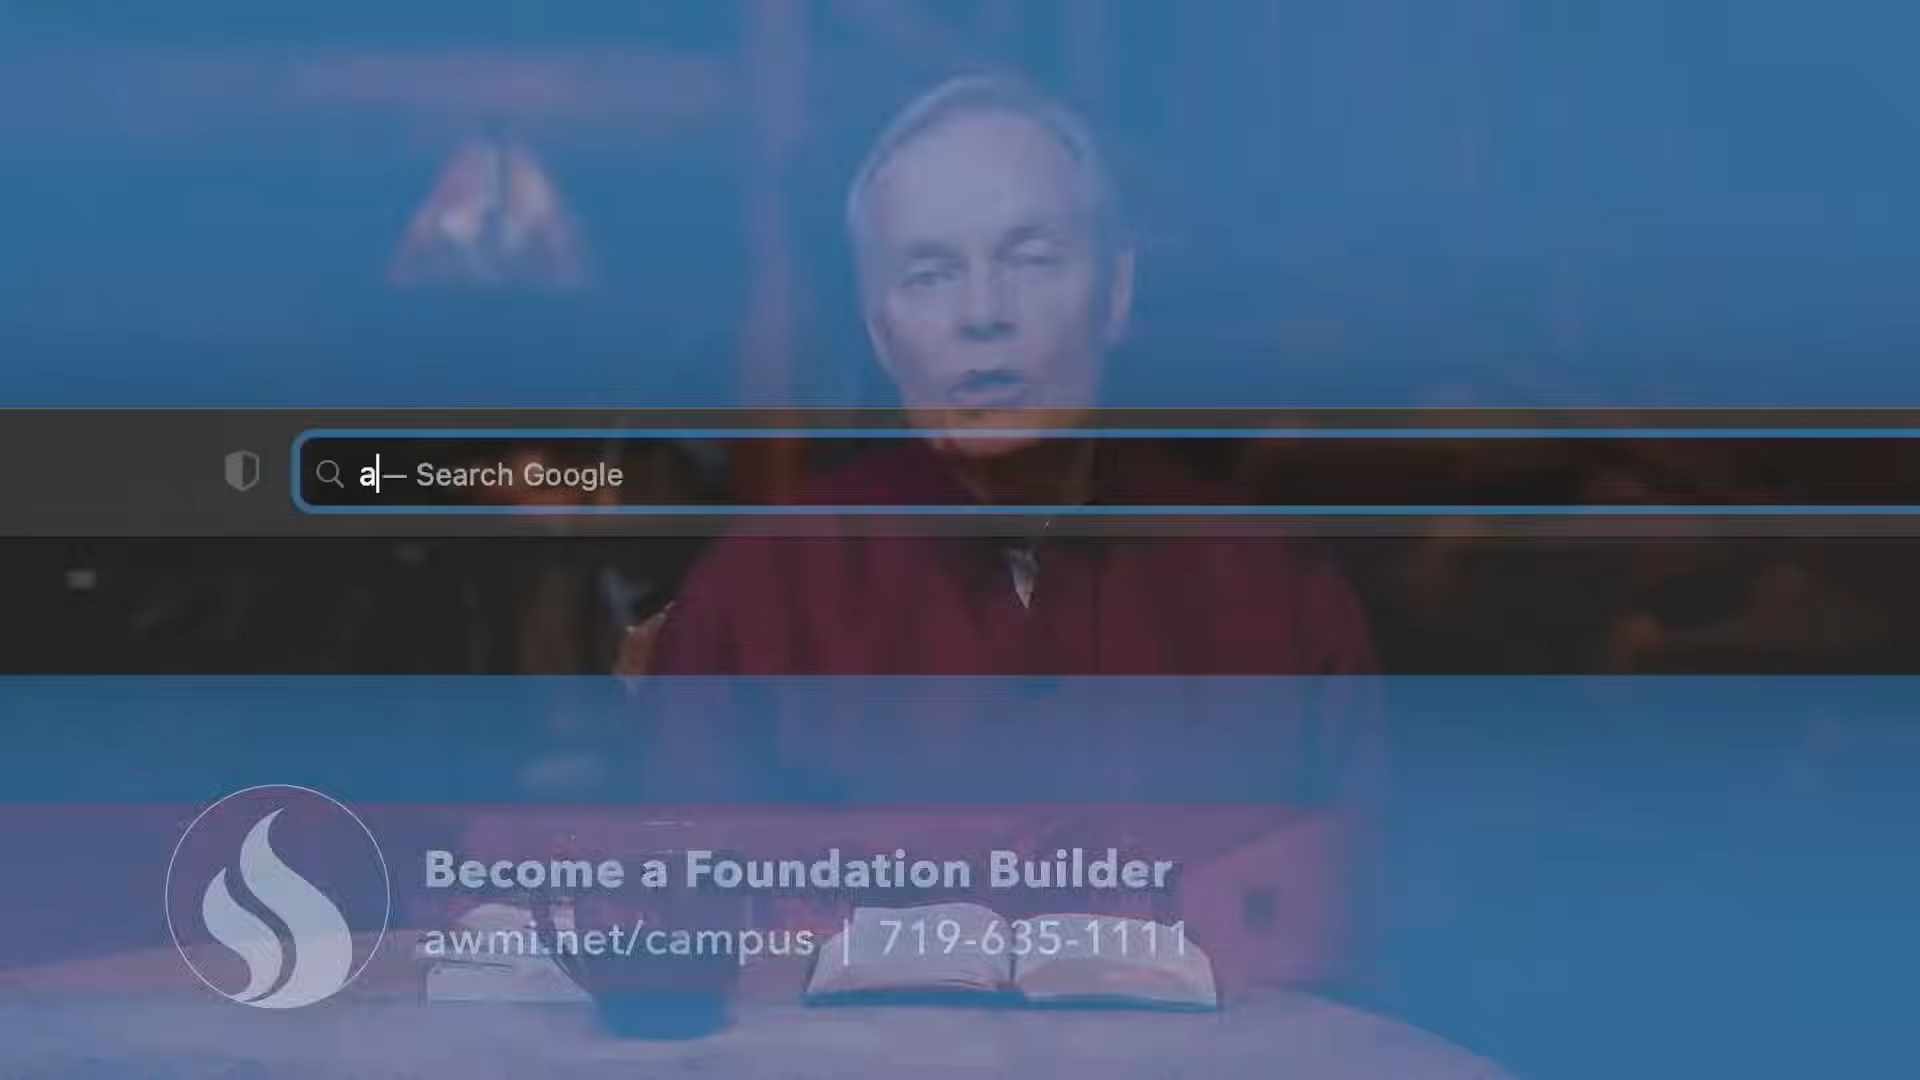 a — Search Google
Become a Foundation Builder
awmi.net/campus | 719-635-1111